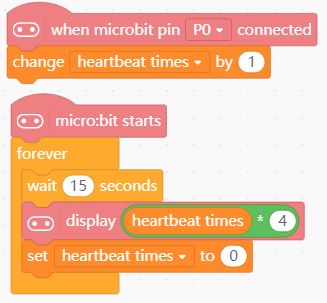 when microbit pin P0 connected
change heartbeat times by 1
micro:bit starts
forever
wait 15 seconds
display heartbeat times * 4
set heartbeat times to 0